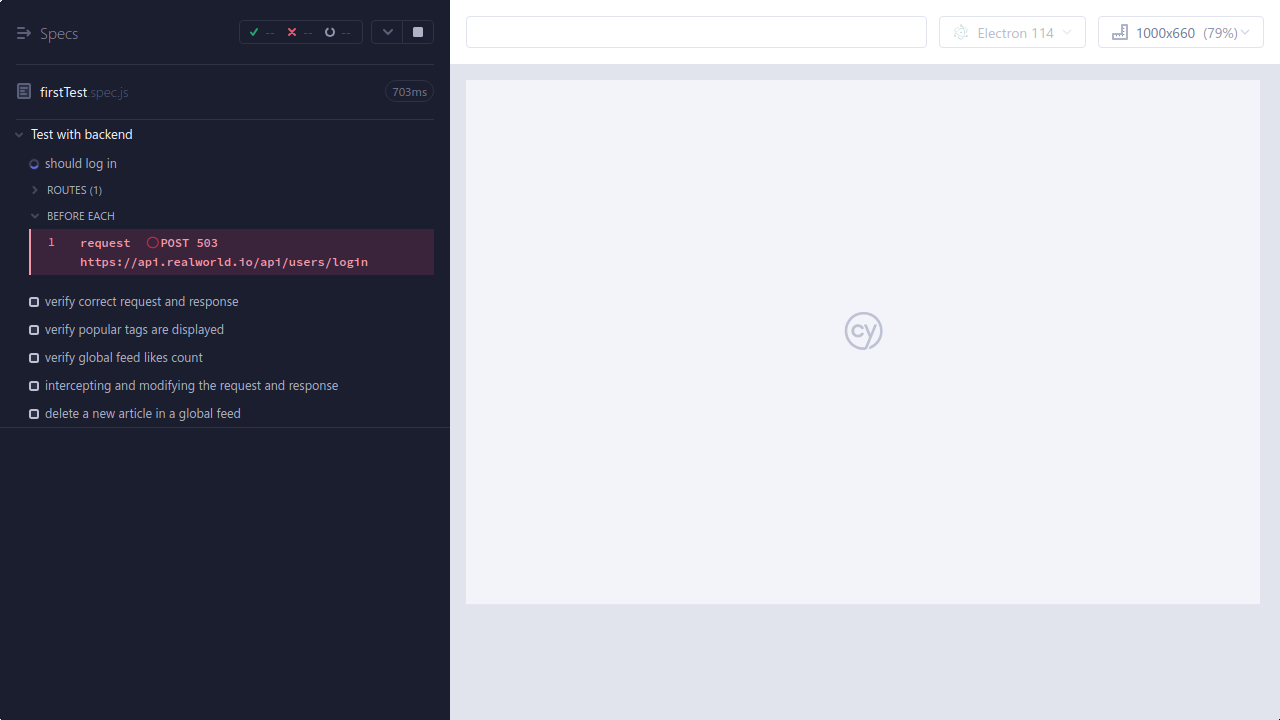 Specs
--
--
--
firstTest.spec.js
703ms
Test with backend
should log in
ROUTES (1)
BEFORE EACH
1 request POST 503
https://api.realworld.io/api/users/login
verify correct request and response
verify popular tags are displayed
verify global feed likes count
intercepting and modifying the request and response
delete a new article in a global feed
Electron 114
1000x660 (79%)
cy